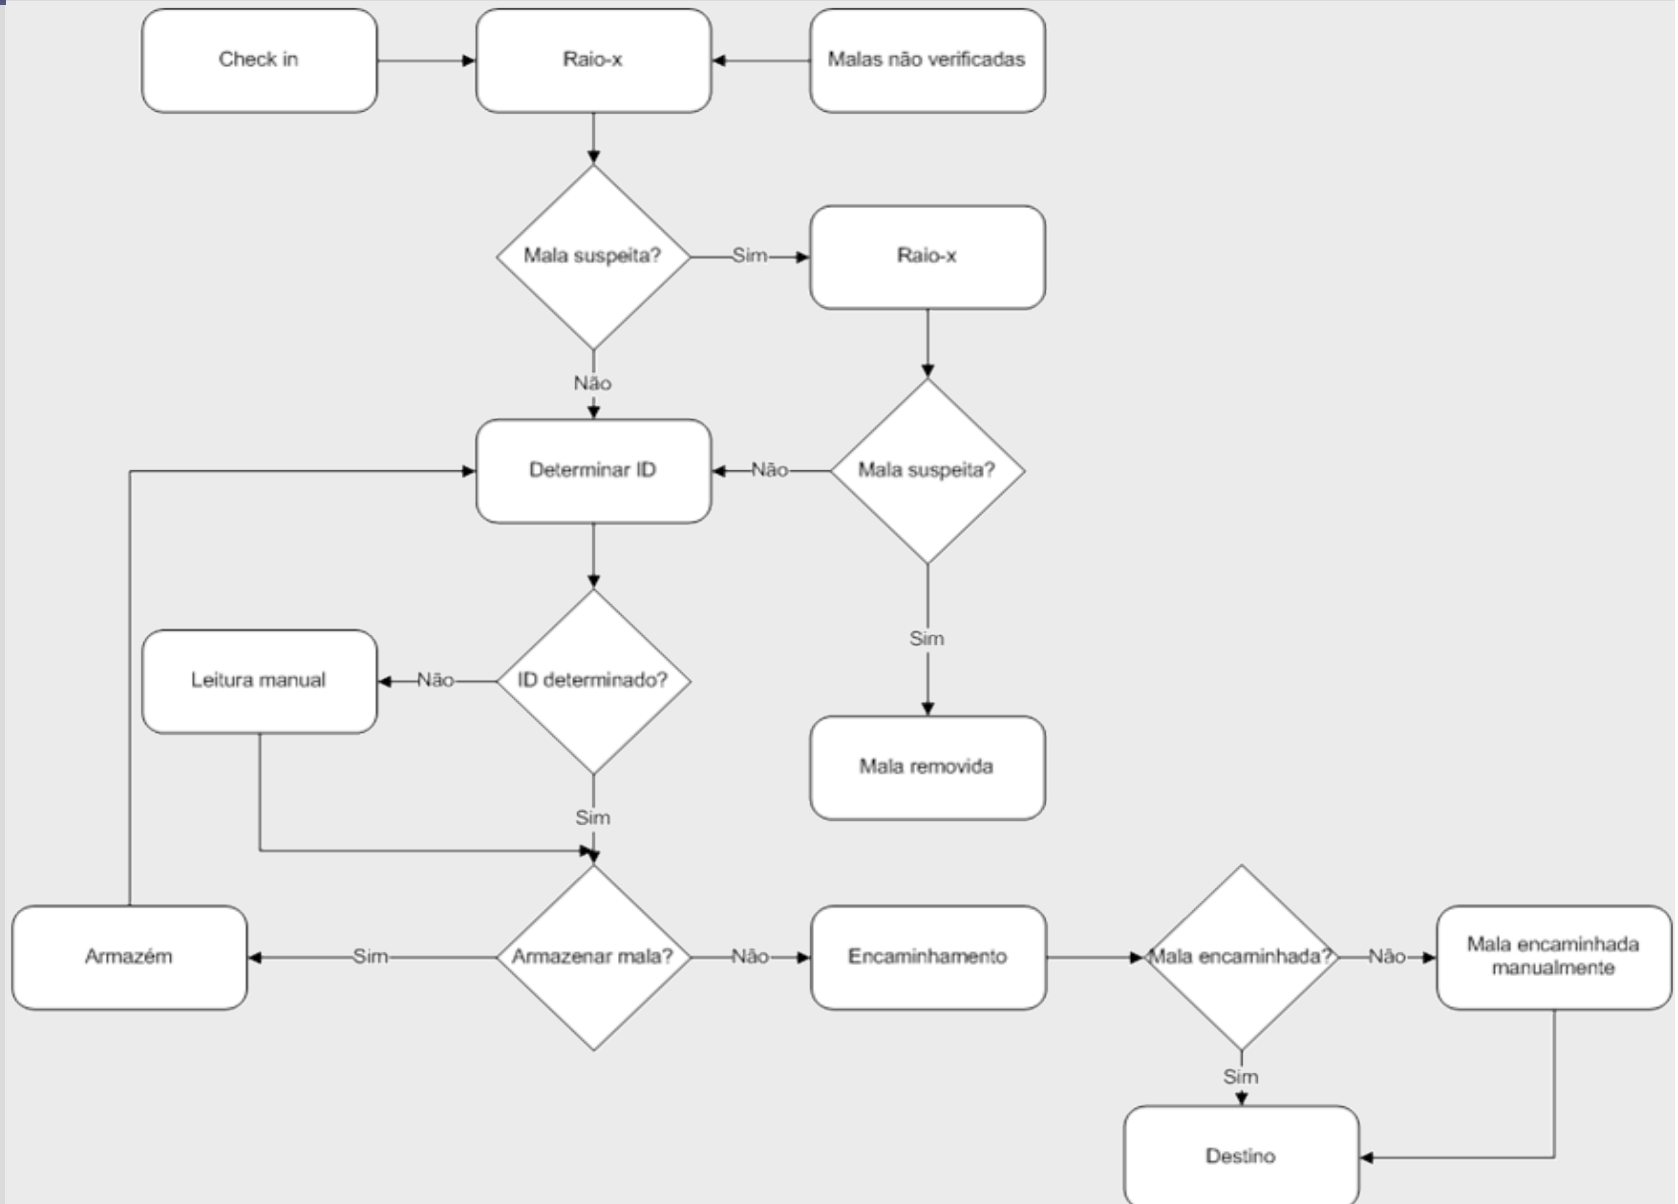 Check in
Raio-x
Malas não verificadas
Mala suspeita?
Sim
Raio-x
Não
Determinar ID
Não
Mala suspeita?
Sim
Leitura manual
Não
ID determinado?
Mala removida
Sim
Armazém
Sim
Armazenar mala?
Não
Encaminhamento
Mala encaminhada?
Não
Mala encaminhada
manualmente
Sim
Destino